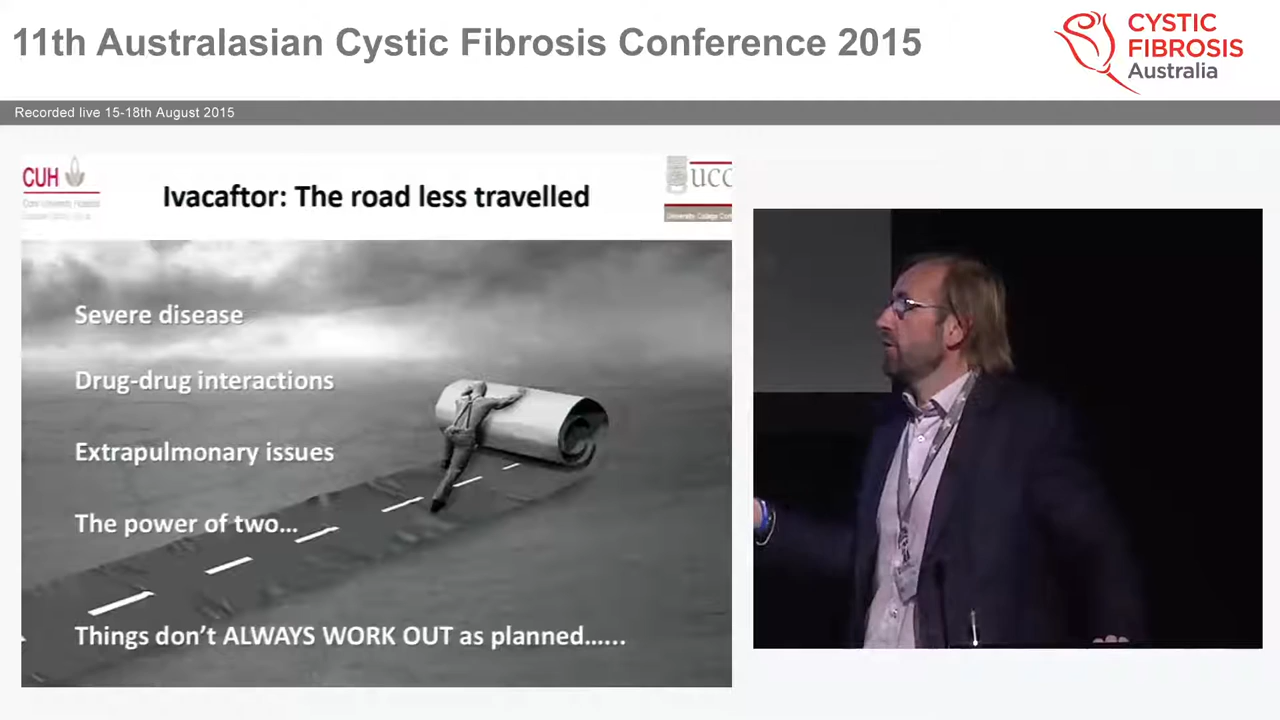 11th Australasian Cystic Fibrosis Conference 2015
CYSTIC
FIBROSIS
Australia
Recorded live 15-18th August 2015
CUH
Ivacaftor: The road less travelled
UCC
Severe disease
Drug-drug interactions
Extrapulmonary issues
The power of two...
Things don't ALWAYS WORK OUT as planned......